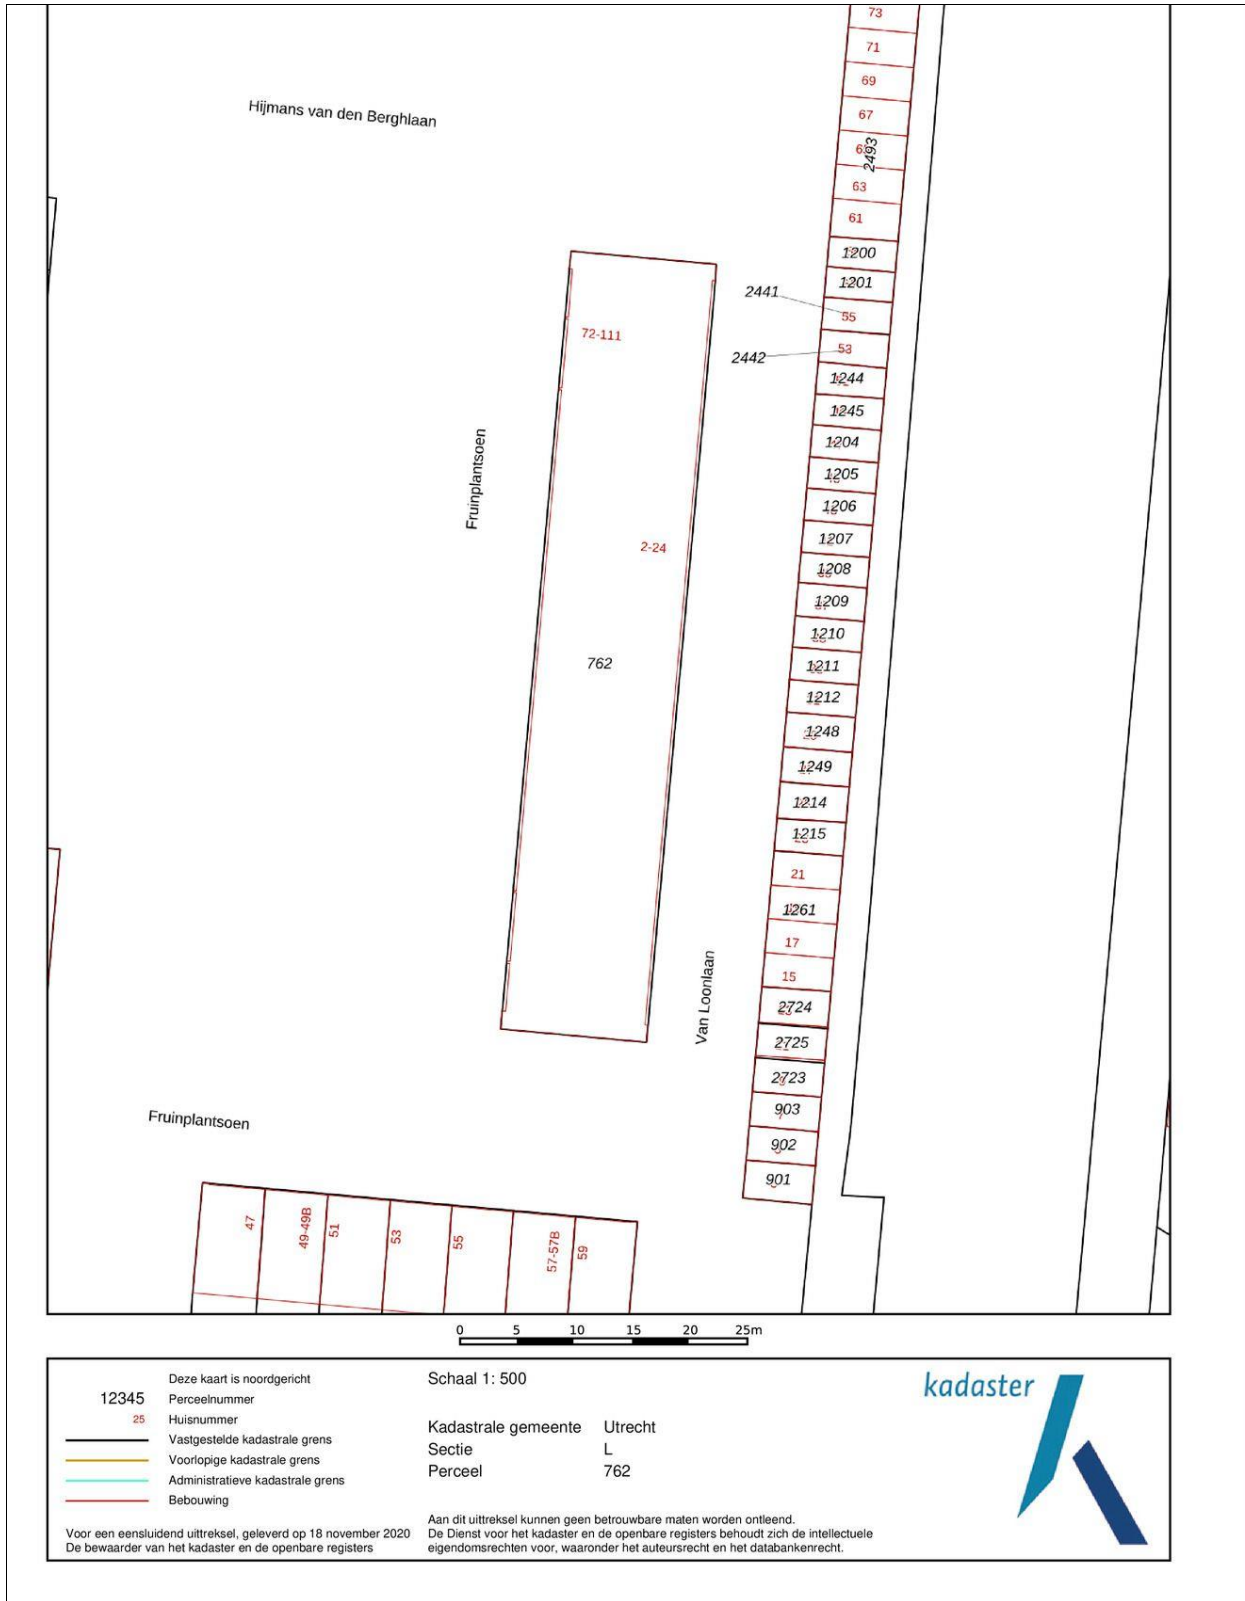 73
71
69
67
2493
63
61
Hijmans van den Berghlaan
1200
1201
2441
55
72-111
53
2442
1244
1245
1204
Fruinplantsoen
1205
1206
1207
2-24
1208
1209
1210
762
1211
1212
1248
1249
1214
1215
21
1261
17
15
Van Loonlaan
2724
2725
2723
903
Fruinplantsoen
902
901
47
49-49B
51
53
55
57-57B
59
0 5 10 15 20 25m
Deze kaart is noordgericht
12345 Perceelnummer
25 Huisnummer
Vastgestelde kadastrale grens
Voorlopige kadastrale grens
Administratieve kadastrale grens
Bebouwing
Voor een eensluidend uittreksel, geleverd op 18 november 2020
De bewaarder van het kadaster en de openbare registers
Schaal 1: 500
Kadastrale gemeente Utrecht
Sectie L
Perceel 762
Aan dit uittreksel kunnen geen betrouwbare maten worden ontleend.
De Dienst voor het kadaster en de openbare registers behoudt zich de intellectuele
eigendomsrechten voor, waaronder het auteursrecht en het databankenrecht.
kadaster